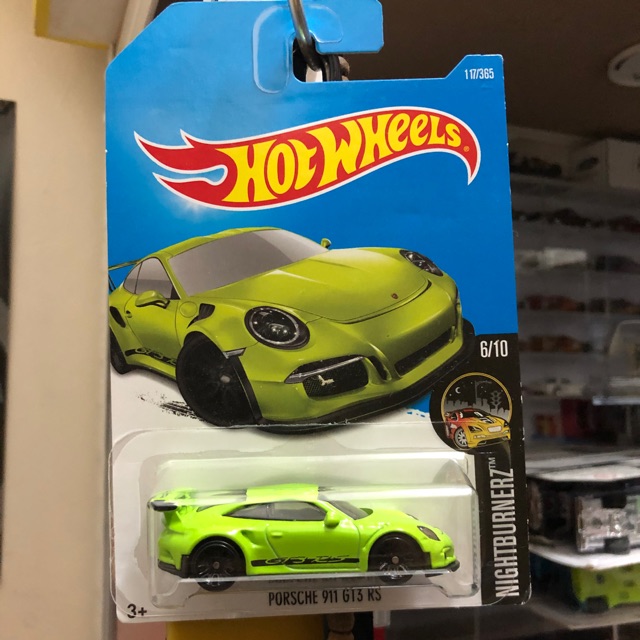 117/365
HOT WHEELS
6/10
NIGHTBURNERZ™
GT3 RS
PORSCHE 911 GT3 RS
3+